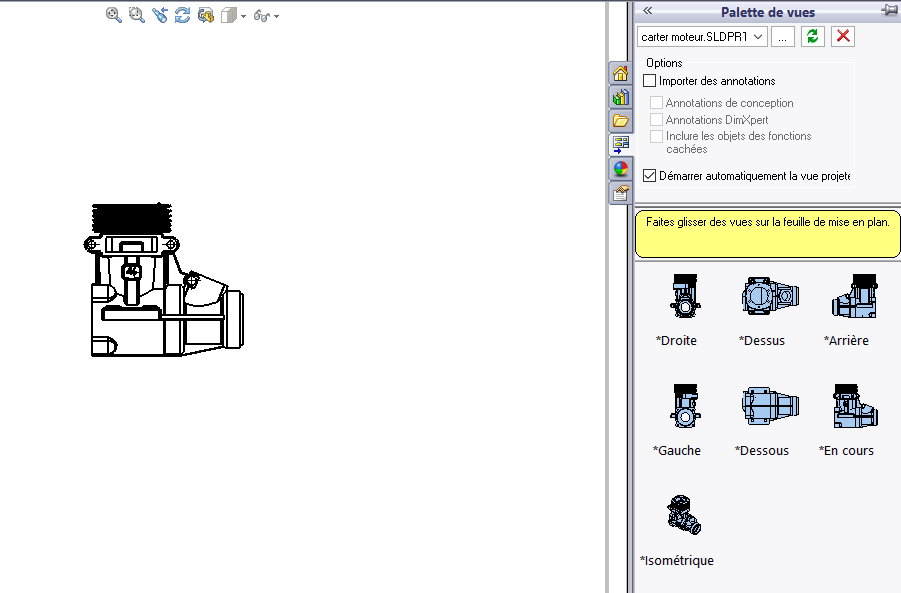 Palette de vues
carter moteur.SLDPRT
...
Options
Importer des annotations
Annotations de conception
Annotations DimXpert
Inclure les objets des fonctions
cachées
Démarrer automatiquement la vue projeté
Faites glisser des vues sur la feuille de mise en plan.
*Droite *Dessus *Arrière
*Gauche *Dessous *En cours
*Isométrique